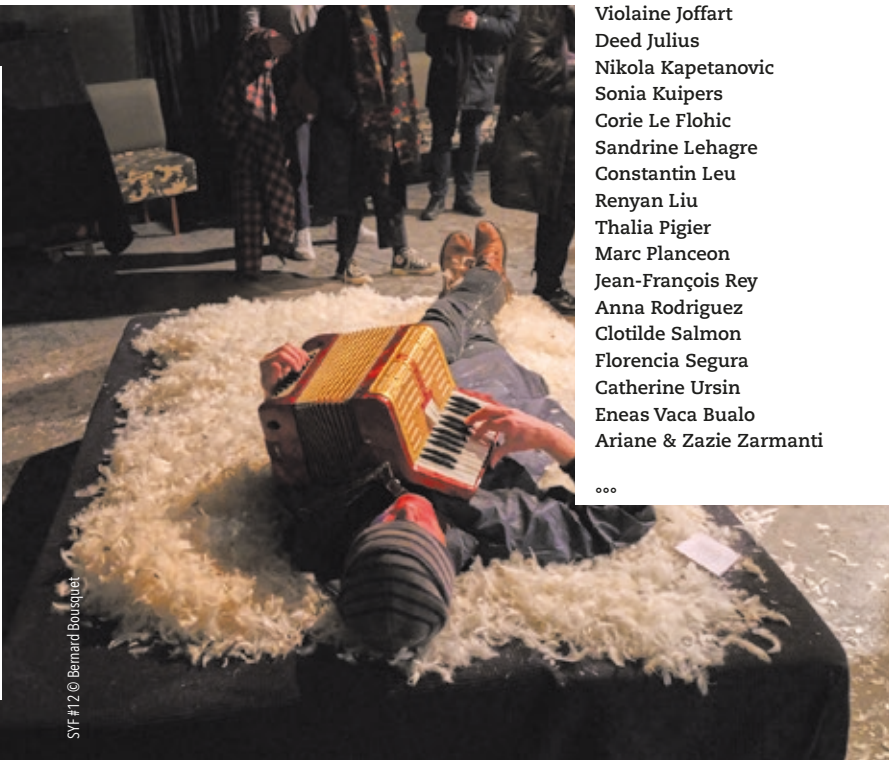 Violaine Joffart
Deed Julius
Nikola Kapetanovic
Sonia Kuipers
Corie Le Flohic
Sandrine Lehagre
Constantin Leu
Renyan Liu
Thalia Pigier
Marc Planceon
Jean-François Rey
Anna Rodriguez
Clotilde Salmon
Florencia Segura
Catherine Ursin
Eneas Vaca Bualo
Ariane & Zazie Zarmanti
°°°
SYF #12 © Bernard Bousquet